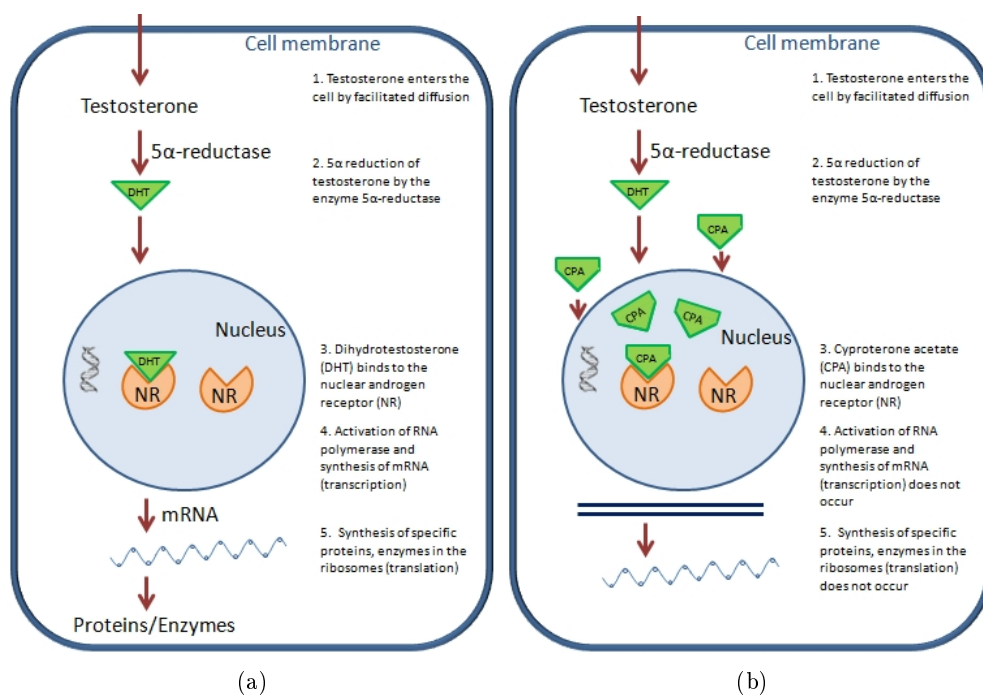 Cell membrane
1. Testosterone enters the
cell by facilitated diffusion
Testosterone
5α-reductase
2. 5α reduction of
testosterone by the
enzyme 5α-reductase
DHT
Nucleus
DHT
NR
NR
3. Dihydrotestosterone
(DHT) binds to the
nuclear androgen
receptor (NR)
4. Activation of RNA
polymerase and
synthesis of mRNA
(transcription)
mRNA
5. Synthesis of specific
proteins, enzymes in the
ribosomes (translation)
Proteins/Enzymes
(a)
Cell membrane
1. Testosterone enters the
cell by facilitated diffusion
Testosterone
5α-reductase
2. 5α reduction of
testosterone by the
enzyme 5α-reductase
DHT
CPA
CPA
CPA
CPA
Nucleus
CPA
NR
NR
3. Cyproterone acetate
(CPA) binds to the
nuclear androgen
receptor (NR)
4. Activation of RNA
polymerase and
synthesis of mRNA
(transcription) does not
occur
5. Synthesis of specific
proteins, enzymes in the
ribosomes (translation)
does not occur
(b)